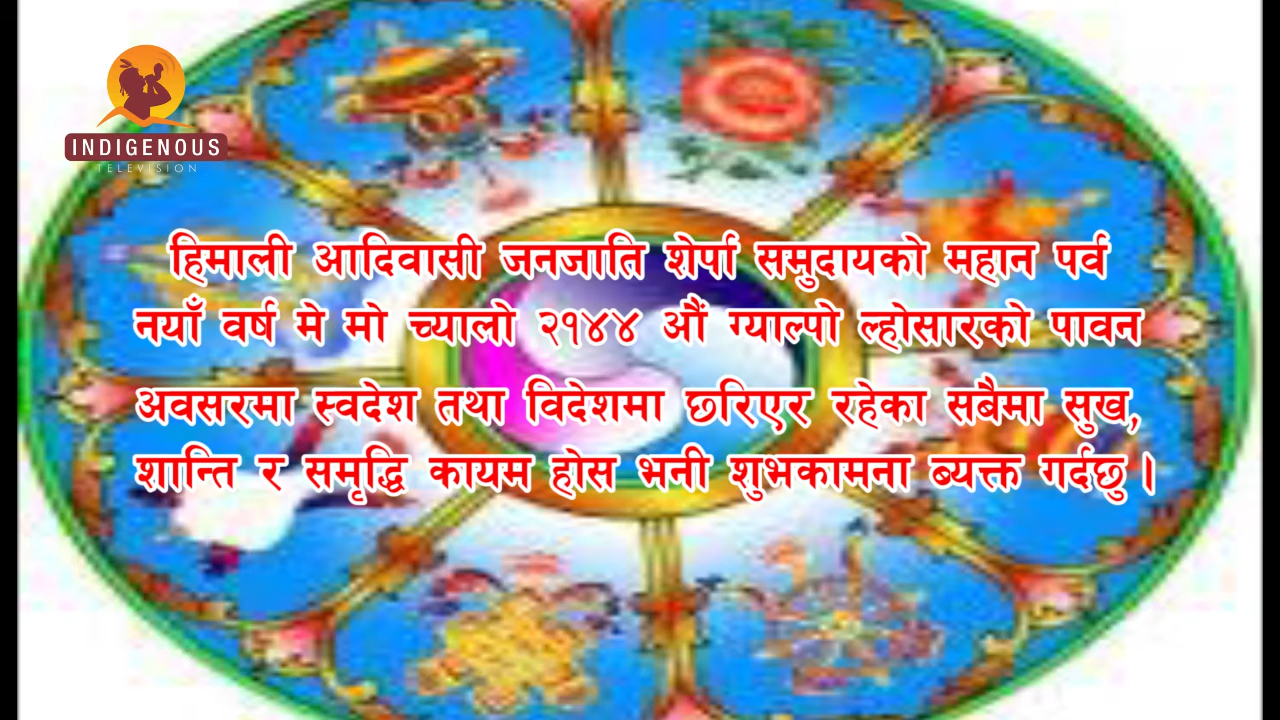 INDIGENOUS
TELEVISION
हिमाली आदिवासी जनजाति शेर्पा समुदायको महान पर्व
नयाँ वर्ष मे मो च्यालो २१४४ औं ग्याल्पो ल्होसारको पावन
अवसरमा स्वदेश तथा विदेशमा छरिएर रहेका सबैमा सुख,
शान्ति र समृद्धि कायम होस भनी शुभकामना ब्यक्त गर्दछु ।